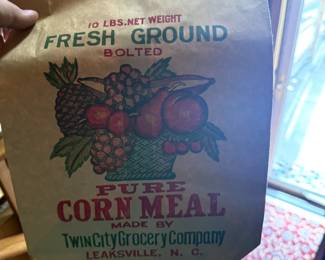 10 LBS. NET WEIGHT
FRESH GROUND
BOLTED
PURE
CORN MEAL
MADE BY
Twin City Grocery Company
LEAKSVILLE, N. C.